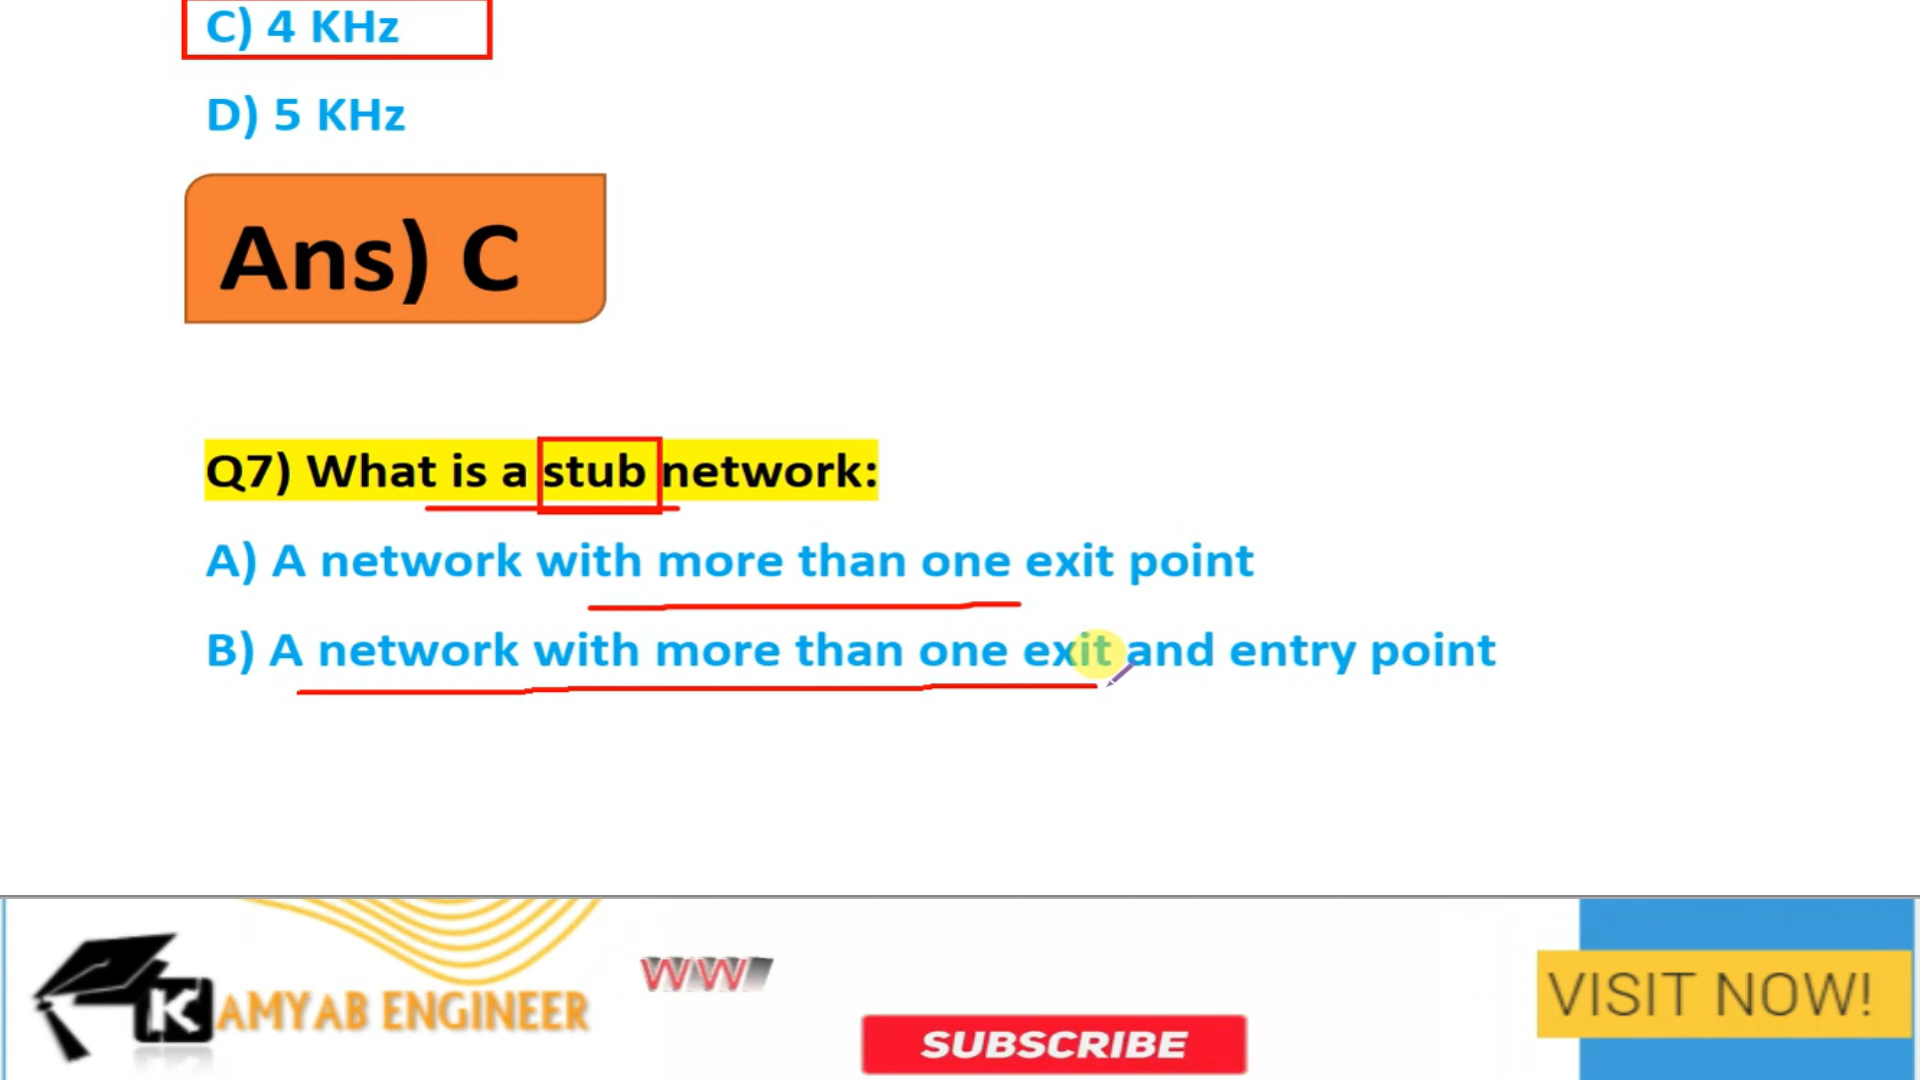 C) 4 KHz
D) 5 KHz
Ans) C
Q7) What is a stub network:
A) A network with more than one exit point
B) A network with more than one exit and entry point
KAMYAB ENGINEER
WW
SUBSCRIBE
VISIT NOW!